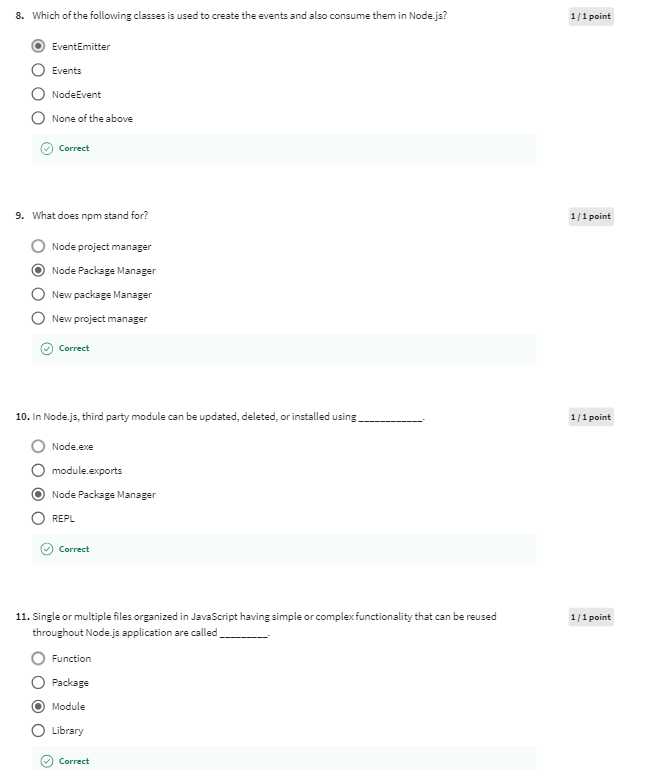 8. Which of the following classes is used to create the events and also consume them in Node.js?
1 / 1 point
EventEmitter
Events
NodeEvent
None of the above
Correct
9. What does npm stand for?
1 / 1 point
Node project manager
Node Package Manager
New package Manager
New project manager
Correct
10. In Node.js, third party module can be updated, deleted, or installed using ____________.
1 / 1 point
Node.exe
module.exports
Node Package Manager
REPL
Correct
11. Single or multiple files organized in JavaScript having simple or complex functionality that can be reused
1 / 1 point
throughout Node.js application are called _________.
Function
Package
Module
Library
Correct